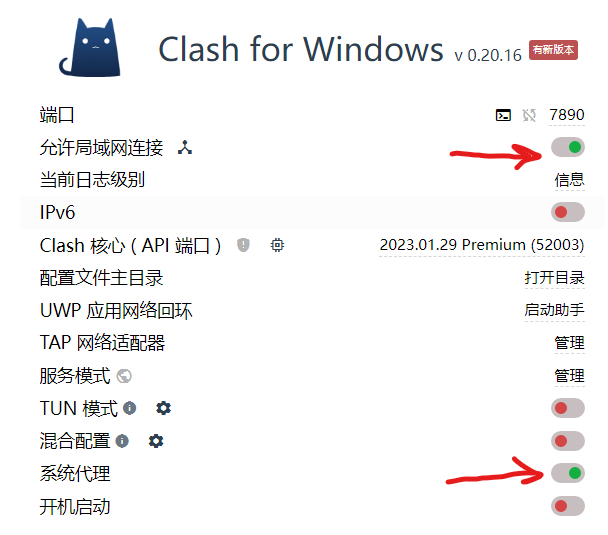 Clash for Windows v 0.20.16 有新版本
端口 7890
允许局域网连接
当前日志级别 信息
IPv6
Clash 核心 ( API 端口 ) 2023.01.29 Premium (52003)
配置文件主目录 打开目录
UWP 应用网络回环 启动助手
TAP 网络适配器 管理
服务模式 管理
TUN 模式
混合配置
系统代理
开机启动